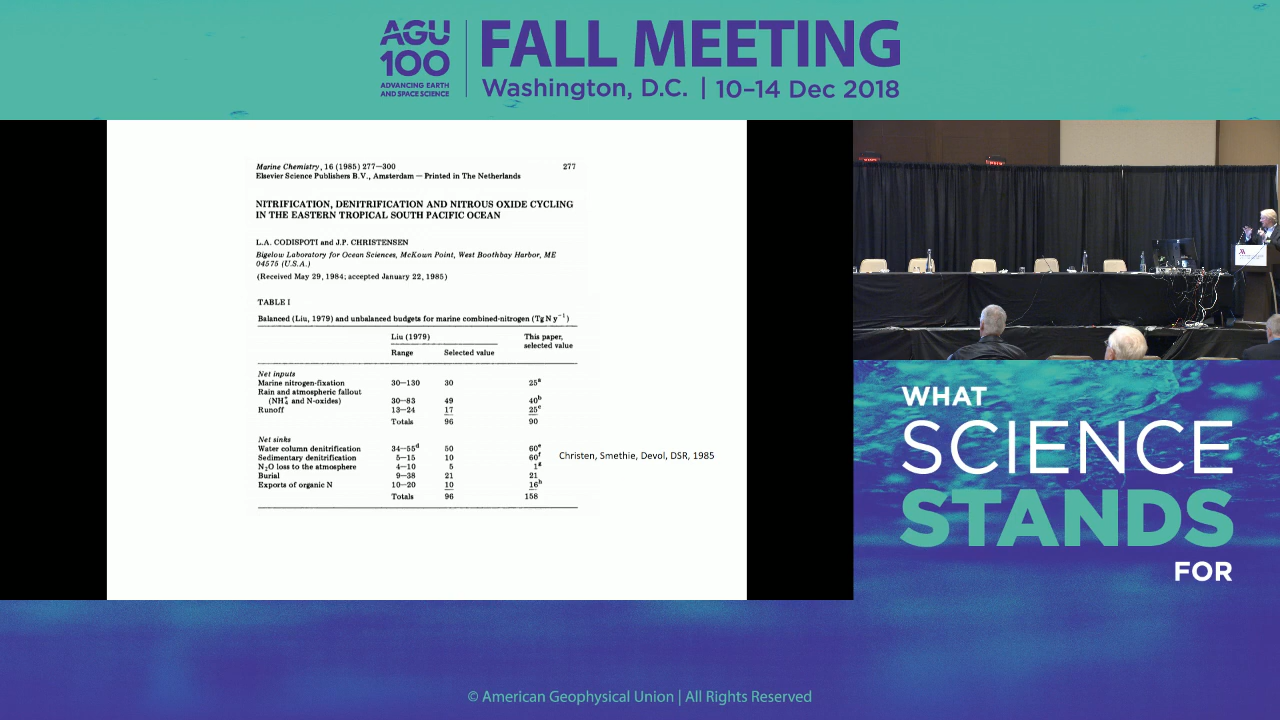 AGU
100
ADVANCING EARTH
AND SPACE SCIENCE
FALL MEETING
Washington, D.C. | 10–14 Dec 2018
Marine Chemistry, 16 (1985) 277—300 277
Elsevier Science Publishers B.V., Amsterdam — Printed in The Netherlands
NITRIFICATION, DENITRIFICATION AND NITROUS OXIDE CYCLING
IN THE EASTERN TROPICAL SOUTH PACIFIC OCEAN
L.A. CODISPOTI and J.P. CHRISTENSEN
Bigelow Laboratory for Ocean Sciences, McKown Point, West Boothbay Harbor, ME
04575 (U.S.A.)
(Received May 29, 1984; accepted January 22, 1985)
TABLE I
Balanced (Liu, 1979) and unbalanced budgets for marine combined-nitrogen (Tg N y⁻¹)
Liu (1979) This paper,
selected value
Range Selected value
Net inputs
Marine nitrogen-fixation 30—130 30 25ᵃ
Rain and atmospheric fallout
(NH₄⁺ and N-oxides) 30—83 49 40ᵇ
Runoff 13—24 17 25ᶜ
Totals 96 90
Net sinks
Water column denitrification 34—55ᵈ 50 60ᵉ
Sedimentary denitrification 5—15 10 60ᶠ Christen, Smethie, Devol, DSR, 1985
N₂O loss to the atmosphere 4—10 5 1ᵍ
Burial 9—38 21 21
Exports of organic N 10—20 10 16ʰ
Totals 96 158
WHAT
SCIENCE
STANDS
FOR
© American Geophysical Union | All Rights Reserved